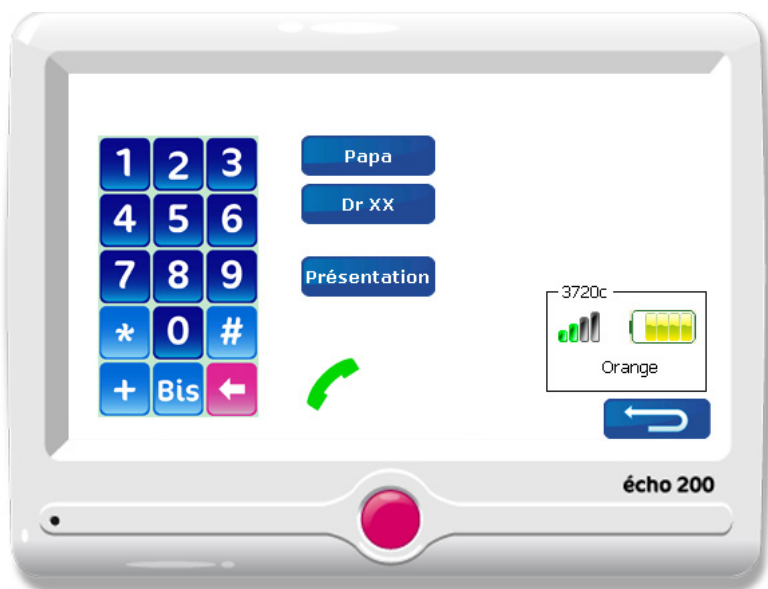 1 2 3
4 5 6
7 8 9
* 0 #
+ Bis
Papa
Dr XX
Présentation
3720c
Orange
écho 200